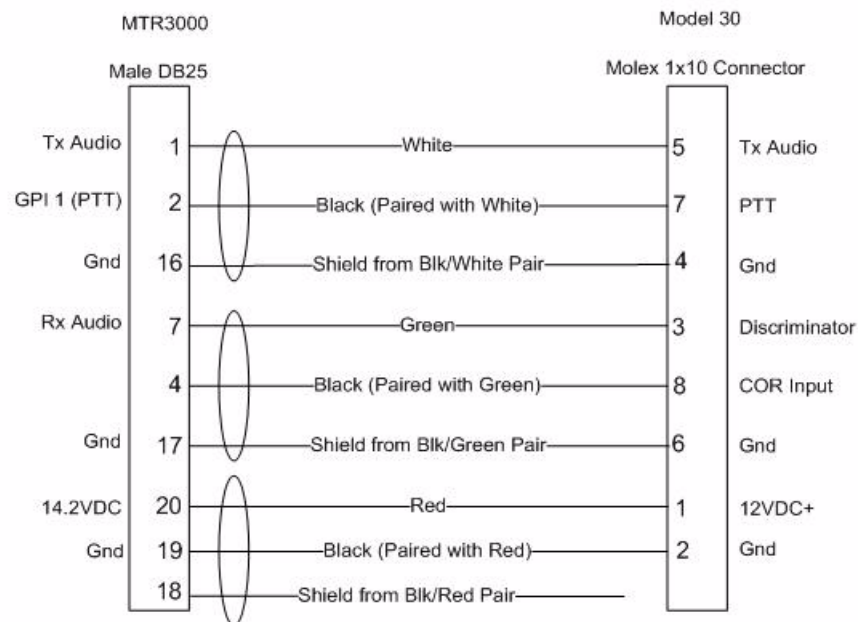 MTR3000 Model 30
Male DB25 Molex 1x10 Connector
Tx Audio 1 White 5 Tx Audio
GPI 1 (PTT) 2 Black (Paired with White) 7 PTT
Gnd 16 Shield from Blk/White Pair 4 Gnd
Rx Audio 7 Green 3 Discriminator
4 Black (Paired with Green) 8 COR Input
Gnd 17 Shield from Blk/Green Pair 6 Gnd
14.2VDC 20 Red 1 12VDC+
Gnd 19 Black (Paired with Red) 2 Gnd
18 Shield from Blk/Red Pair